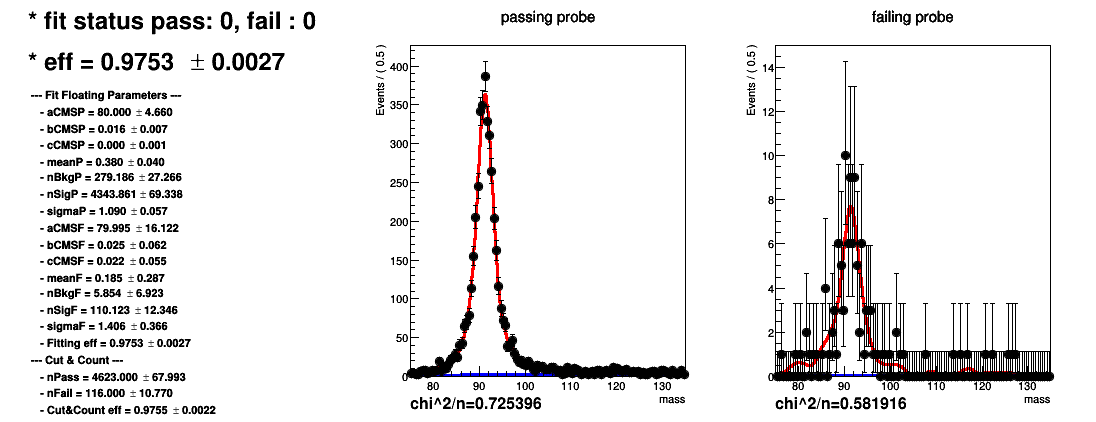 * fit status pass: 0, fail : 0
* eff = 0.9753 ± 0.0027
--- Fit Floating Parameters ---
- aCMSP = 80.000 ± 4.660
- bCMSP = 0.016 ± 0.007
- cCMSP = 0.000 ± 0.001
- meanP = 0.380 ± 0.040
- nBkgP = 279.186 ± 27.266
- nSigP = 4343.861 ± 69.338
- sigmaP = 1.090 ± 0.057
- aCMSF = 79.995 ± 16.122
- bCMSF = 0.025 ± 0.062
- cCMSF = 0.022 ± 0.055
- meanF = 0.185 ± 0.287
- nBkgF = 5.854 ± 6.923
- nSigF = 110.123 ± 12.346
- sigmaF = 1.406 ± 0.366
- Fitting eff = 0.9753 ± 0.0027
--- Cut & Count ---
- nPass = 4623.000 ± 67.993
- nFail = 116.000 ± 10.770
- Cut&Count eff = 0.9755 ± 0.0022
passing probe
Events / ( 0.5 )
400
350
300
250
200
150
100
50
0
80 90 100 110 120 130
mass
chi^2/n=0.725396
failing probe
Events / ( 0.5 )
14
12
10
8
6
4
2
0
80 90 100 110 120 130
mass
chi^2/n=0.581916